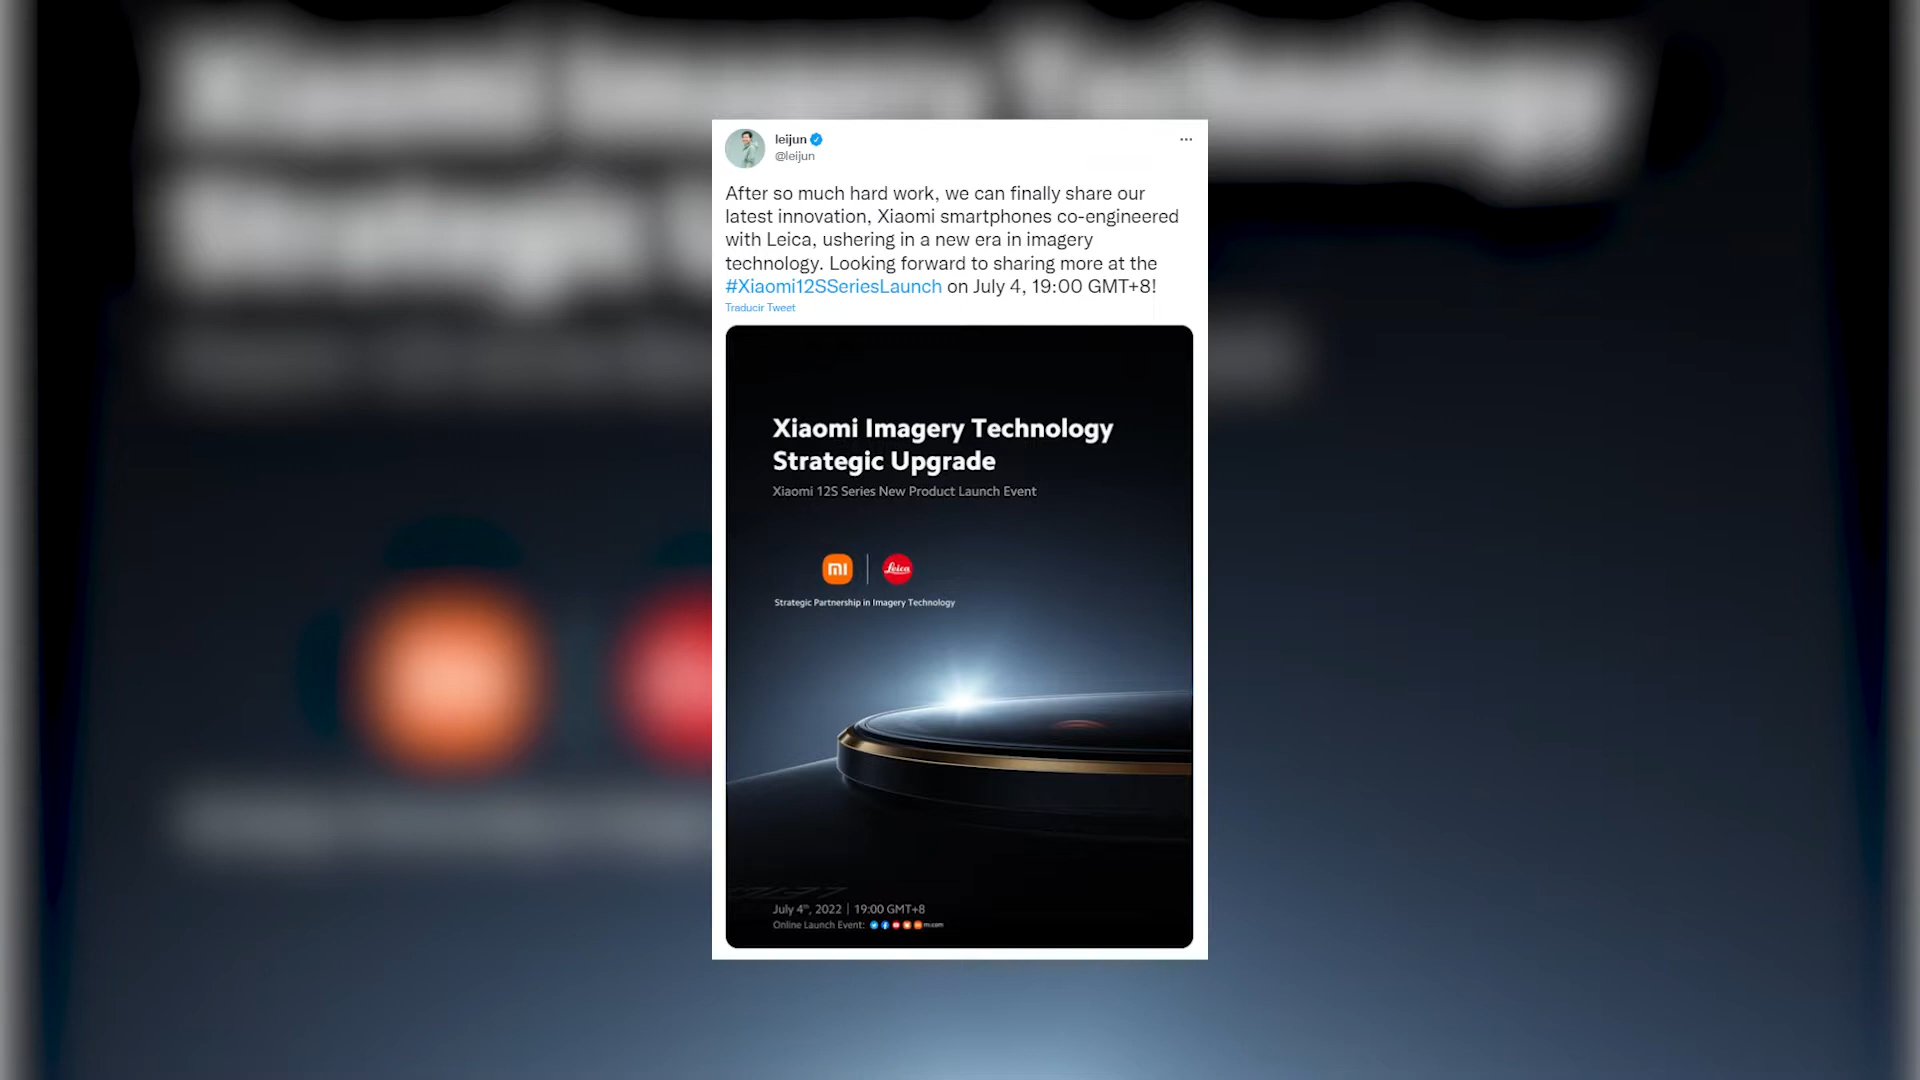 leijun
@leijun
After so much hard work, we can finally share our
latest innovation, Xiaomi smartphones co-engineered
with Leica, ushering in a new era in imagery
technology. Looking forward to sharing more at the
#Xiaomi12SSeriesLaunch on July 4, 19:00 GMT+8!
Traducir Tweet
Xiaomi Imagery Technology
Strategic Upgrade
Xiaomi 12S Series New Product Launch Event
mi | Leica
Strategic Partnership in Imagery Technology
July 4th, 2022 | 19:00 GMT+8
Online Launch Event: mi.com